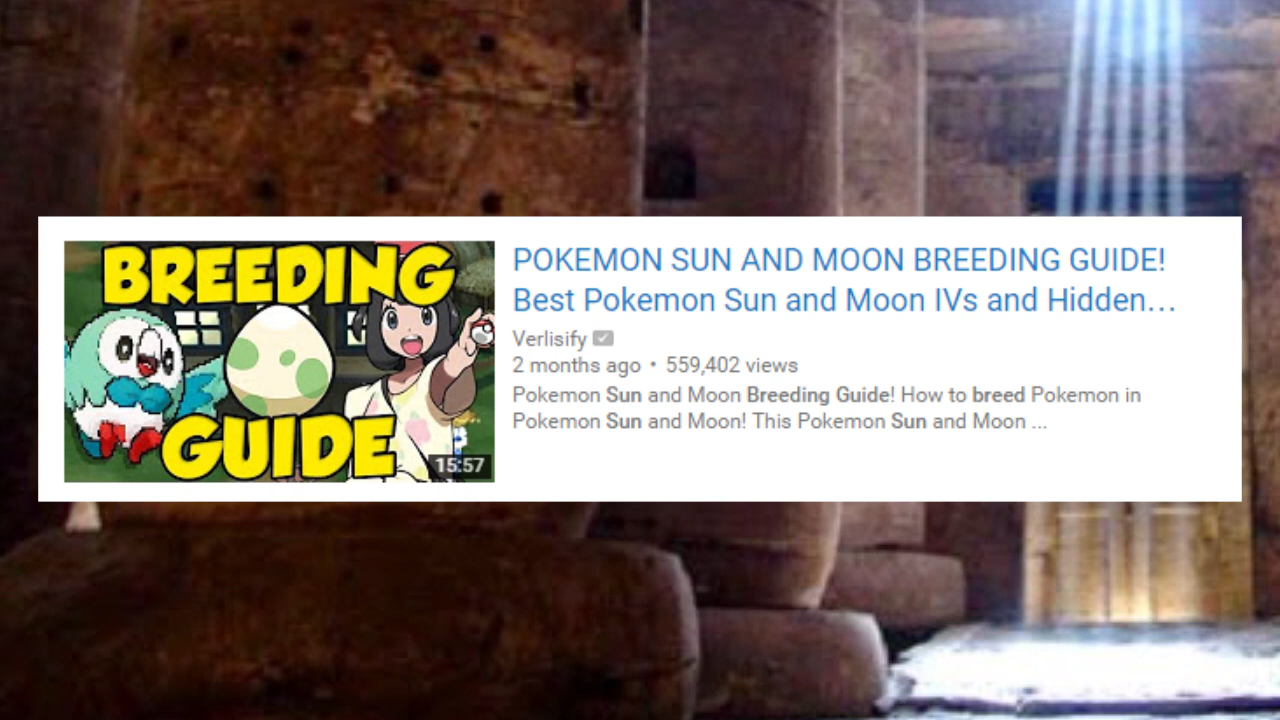 BREEDING
GUIDE
15:57
POKEMON SUN AND MOON BREEDING GUIDE!
Best Pokemon Sun and Moon IVs and Hidden...
Verlisify
2 months ago • 559,402 views
Pokemon Sun and Moon Breeding Guide! How to breed Pokemon in
Pokemon Sun and Moon! This Pokemon Sun and Moon ...